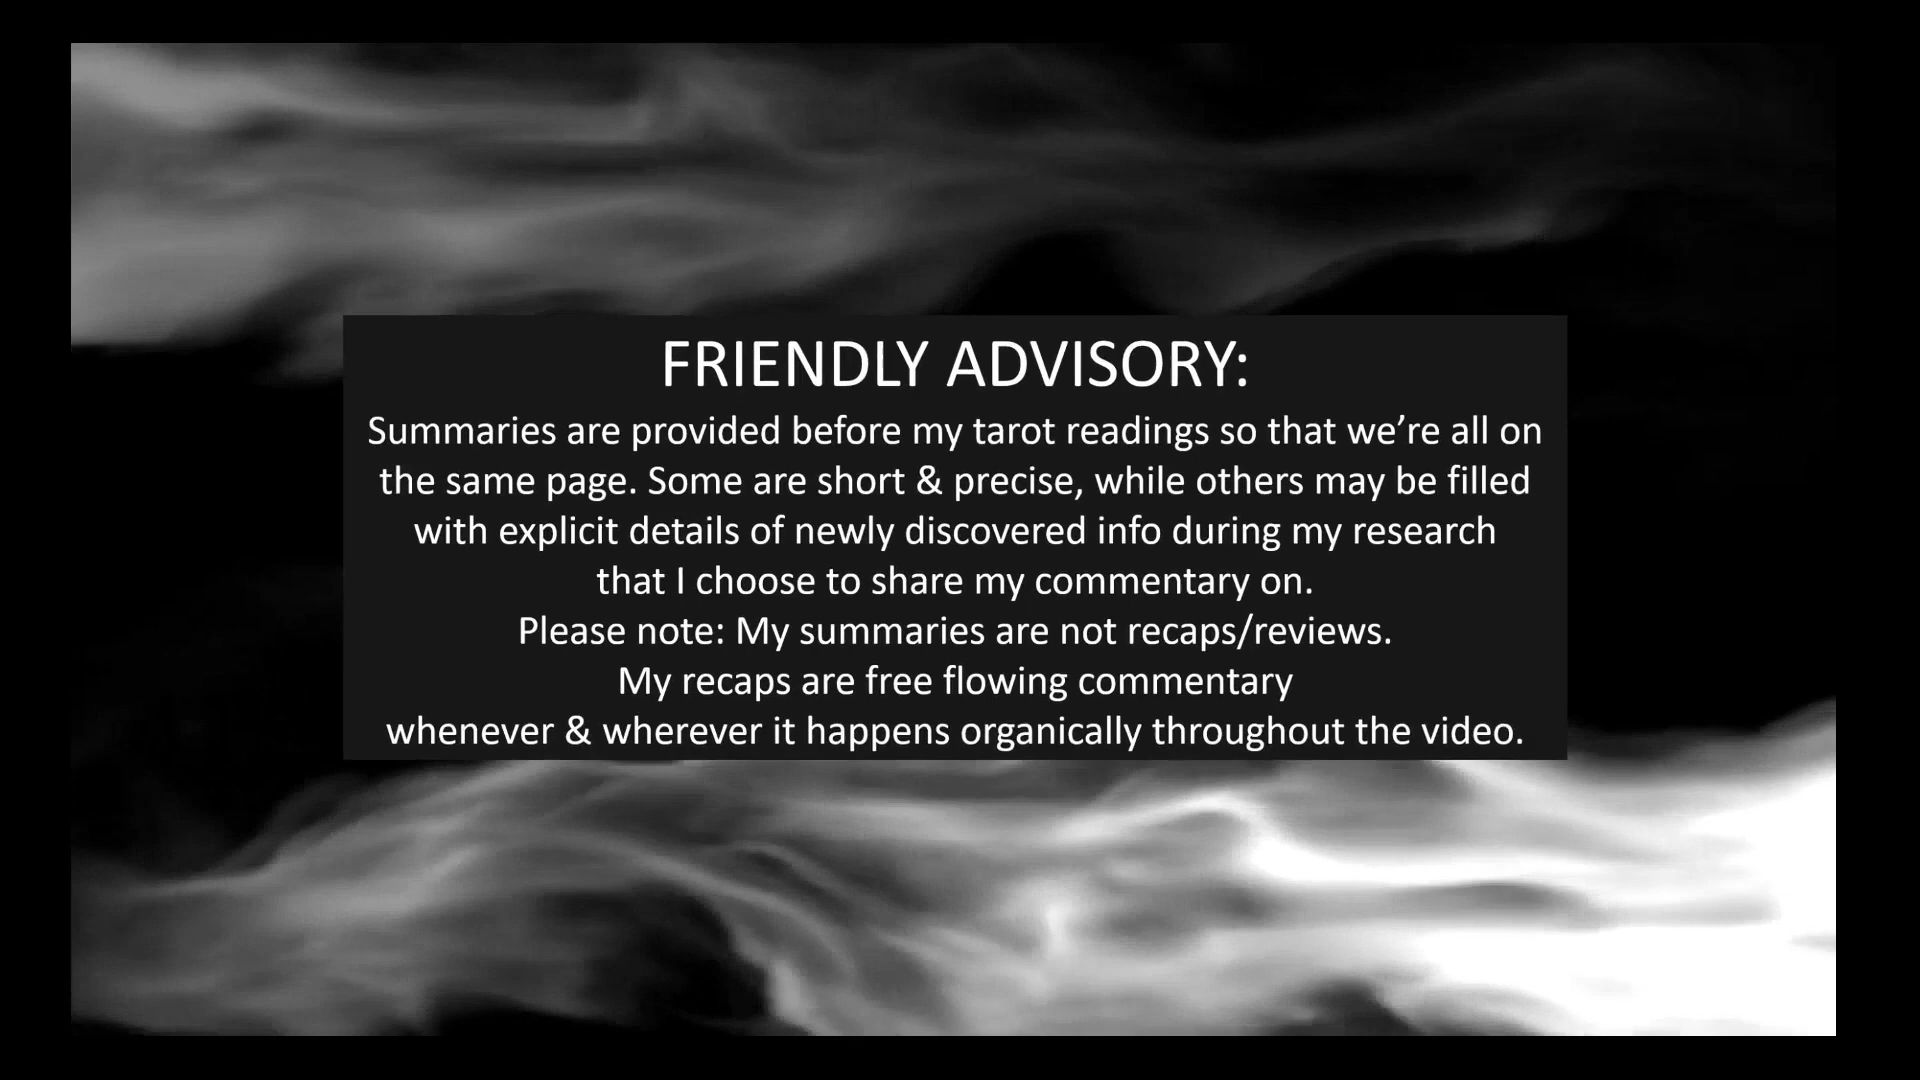 FRIENDLY ADVISORY:
Summaries are provided before my tarot readings so that we’re all on
the same page. Some are short & precise, while others may be filled
with explicit details of newly discovered info during my research
that I choose to share my commentary on.
Please note: My summaries are not recaps/reviews.
My recaps are free flowing commentary
whenever & wherever it happens organically throughout the video.